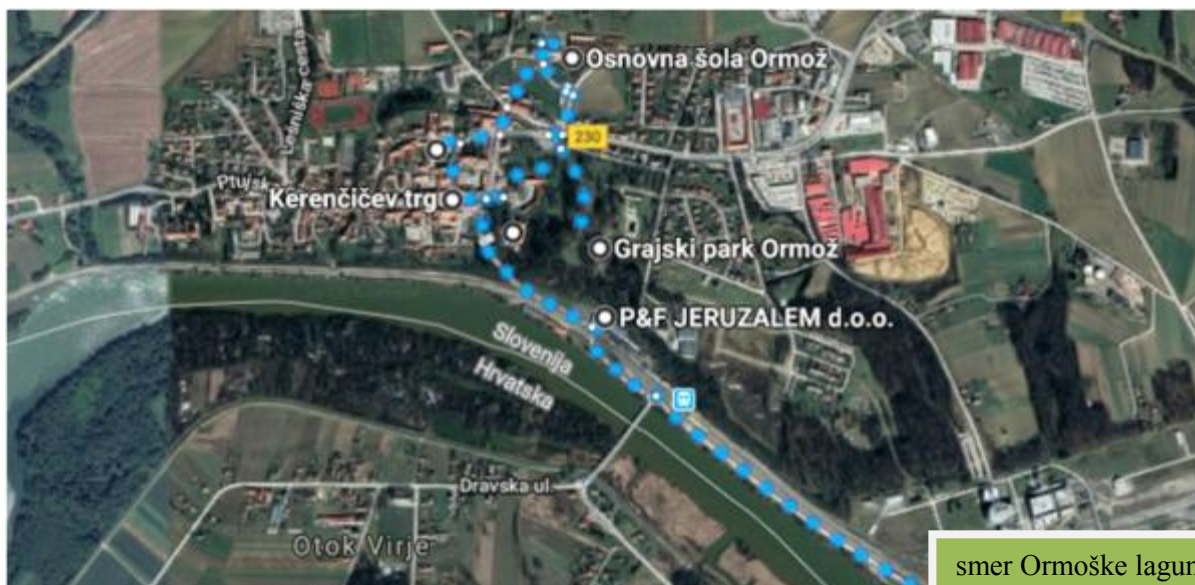 Osnovna šola Ormož
Ljutomerska cesta
230
Ptujska
Kerenčičev trg
Grajski park Ormož
P&F JERUZALEM d.o.o.
Slovenija
Hrvatska
Dravska ul.
Otok Virje
smer Ormoške lagun